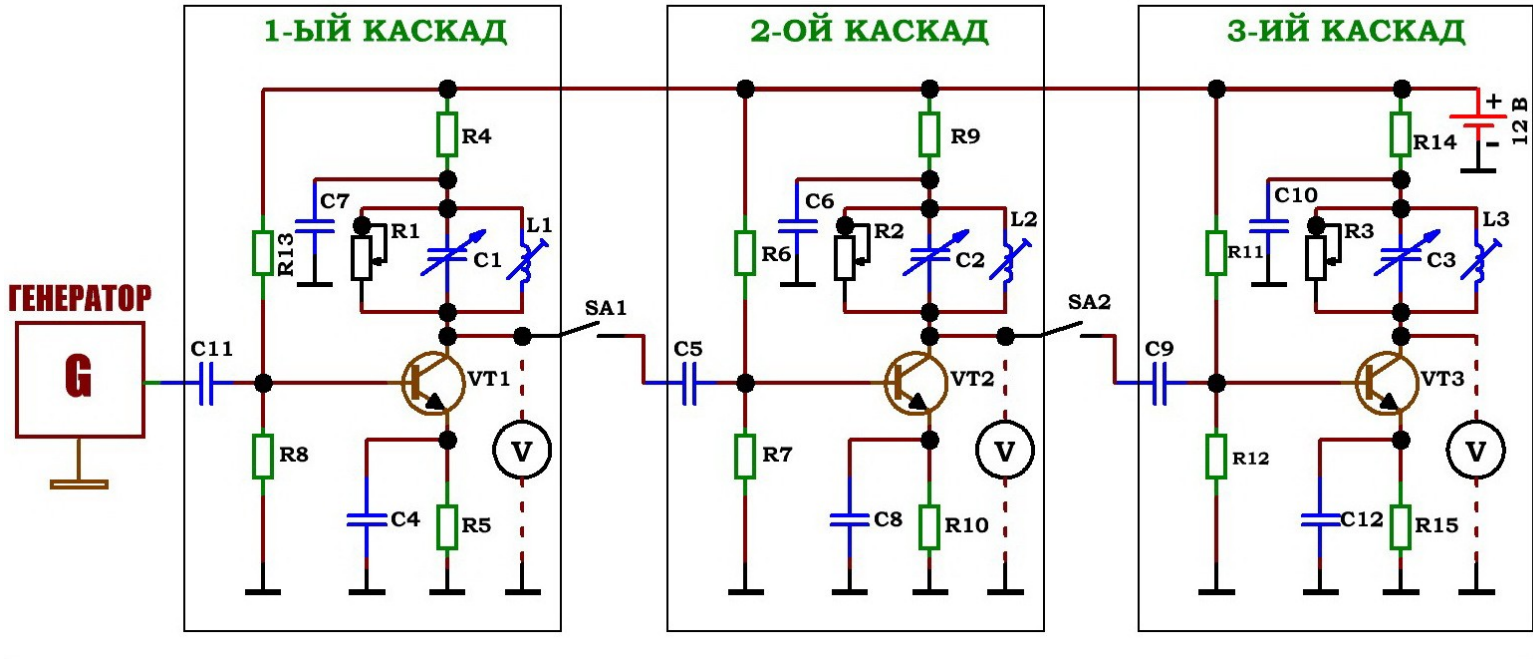 1-ЫЙ КАСКАД
2-ОЙ КАСКАД
3-ИЙ КАСКАД
R4
R9
R14
+
-
12 В
C7
R1
L1
R13
C1
C6
R2
L2
R6
C2
C10
R3
L3
R11
C3
ГЕНЕРАТОР
G
C11
SA1
VT1
C5
SA2
VT2
C9
VT3
R8
V
R7
V
R12
V
C4
R5
C8
R10
C12
R15